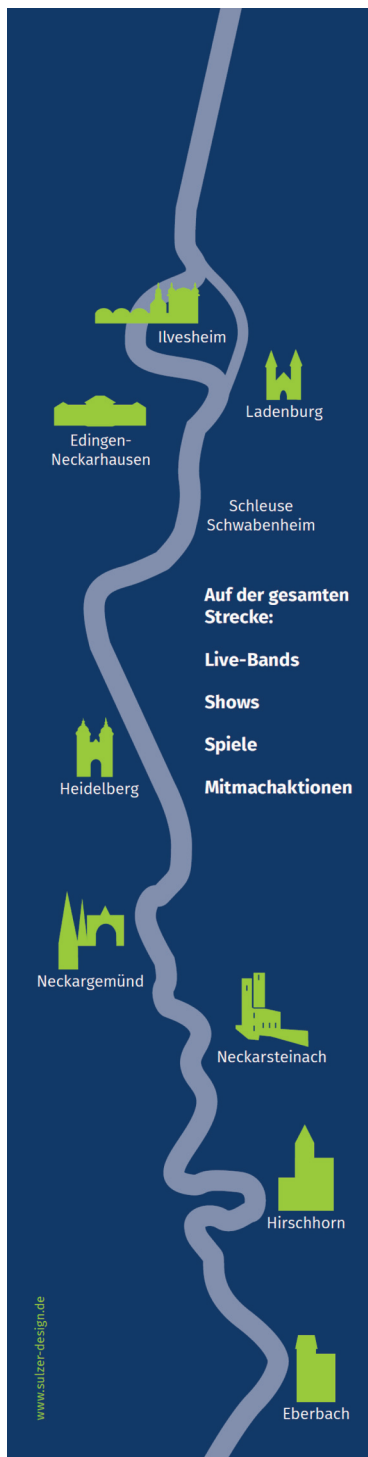 Ilvesheim
Ladenburg
Edingen-
Neckarhausen
Schleuse
Schwabenheim
Auf der gesamten
Strecke:
Live-Bands
Shows
Spiele
Mitmachaktionen
Heidelberg
Neckargemünd
Neckarsteinach
Hirschhorn
www.sulzer-design.de
Eberbach